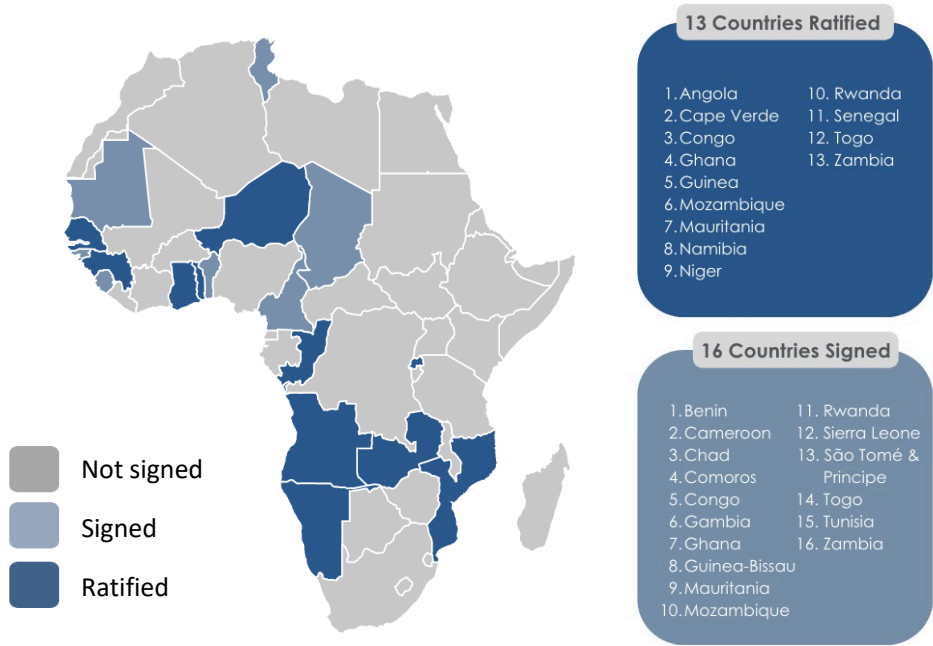 13 Countries Ratified
1. Angola
2. Cape Verde
3. Congo
4. Ghana
5. Guinea
6. Mozambique
7. Mauritania
8. Namibia
9. Niger
10. Rwanda
11. Senegal
12. Togo
13. Zambia
16 Countries Signed
1. Benin
2. Cameroon
3. Chad
4. Comoros
5. Congo
6. Gambia
7. Ghana
8. Guinea-Bissau
9. Mauritania
10. Mozambique
11. Rwanda
12. Sierra Leone
13. São Tomé &
Principe
14. Togo
15. Tunisia
16. Zambia
Not signed
Signed
Ratified